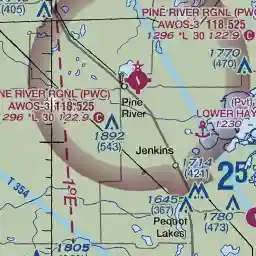 (405)
PINE RIVER RGNL (PW
AWOS-3 118.525
1296 *L 30 122.9 C
1770
(470)
NE RIVER RGNL (PWC)
AWOS-3 118.525
296 *L 30 122.9 C
Pine
River
1892
(543)
(Pvt)
LOWER HAY
1230
Jenkins
1714
(421)
25
T 354
1°E
1645
(367)
1780
Pequot
Lakes
1805